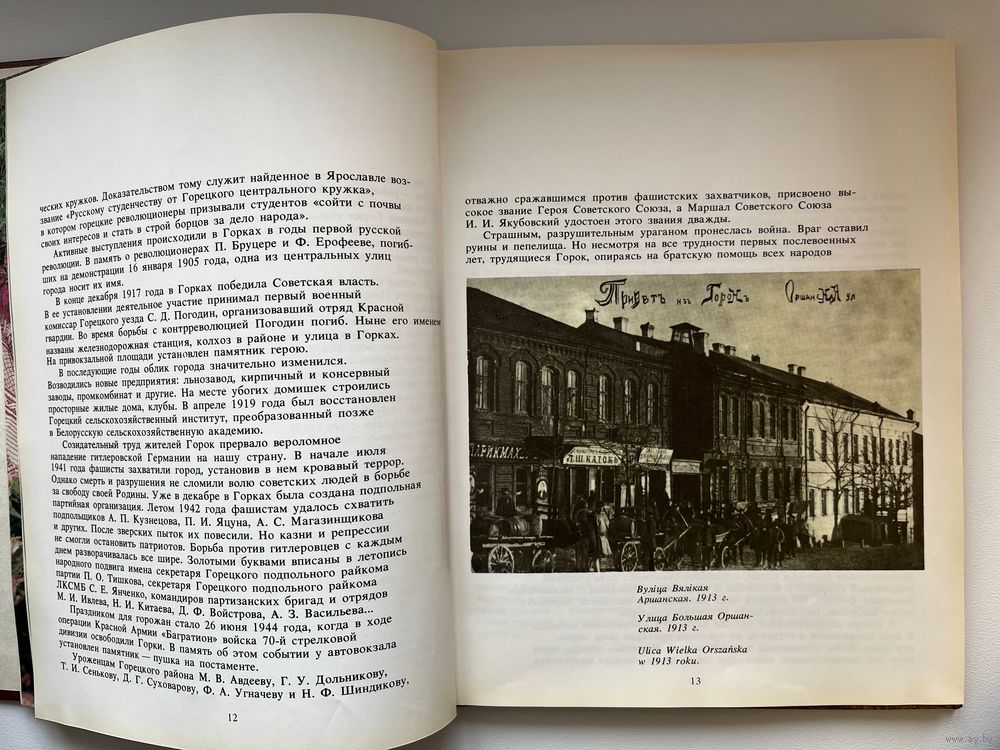 ческих кружков. Доказательством тому служит найденное в Ярославле воз-
звание «Русскому студенчеству от Горецкого центрального кружка»,
в котором горецкие революционеры призывали студентов «сойти с почвы
своих интересов и стать в строй борцов за дело народа».
Активные выступления происходили в Горках в годы первой русской
революции. В память о революционерах П. Бруцере и Ф. Ерофееве, погиб-
ших на демонстрации 16 января 1905 года, одна из центральных улиц
города носит их имя.
В конце декабря 1917 года в Горках победила Советская власть.
В ее установлении деятельное участие принимал первый военный
комиссар Горецкого уезда С. Д. Погодин, организовавший отряд Красной
гвардии. Во время борьбы с контрреволюцией Погодин погиб. Ныне его именем
названы железнодорожная станция, колхоз в районе и улица в Горках.
На привокзальной площади установлен памятник герою.
В последующие годы облик города значительно изменился.
Возводились новые предприятия: льнозавод, кирпичный и консервный
заводы, промкомбинат и другие. На месте убогих домишек строились
просторные жилые дома, клубы. В апреле 1919 года был восстановлен
Горецкий сельскохозяйственный институт, преобразованный позже
в Белорусскую сельскохозяйственную академию.
Созидательный труд жителей Горок прервало вероломное
нападение гитлеровской Германии на нашу страну. В начале июля
1941 года фашисты захватили город, установив в нем кровавый террор.
Однако смерть и разрушения не сломили волю советских людей в борьбе
за свободу своей Родины. Уже в декабре в Горках была создана подпольная
партийная организация. Летом 1942 года фашистам удалось схватить
подпольщиков А. П. Кузнецова, П. И. Яцуна, А. С. Магазинщикова
и других. После зверских пыток их повесили. Но казни и репрессии
не смогли остановить патриотов. Борьба против гитлеровцев с каждым
днем разворачивалась все шире. Золотыми буквами вписаны в летопись
народного подвига имена секретаря Горецкого подпольного райкома
партии П. О. Тишкова, секретаря Горецкого подпольного райкома
ЛКСМБ С. Е. Янченко, командиров партизанских бригад и отрядов
М. И. Ивлева, Н. И. Китаева, Д. Ф. Войстрова, А. З. Васильева...
Праздником для горожан стало 26 июня 1944 года, когда в ходе
операции Красной Армии «Багратион» войска 70-й стрелковой
дивизии освободили Горки. В память об этом событии у автовокзала
установлен памятник — пушка на постаменте.
Уроженцам Горецкого района М. В. Авдееву, Г. У. Дольникову,
Т. И. Сенькову, Д. Г. Суховарову, Ф. А. Угначеву и Н. Ф. Шиндикову,
12
отважно сражавшимся против фашистских захватчиков, присвоено вы-
сокое звание Героя Советского Союза, а Маршал Советского Союза
И. И. Якубовский удостоен этого звания дважды.
Страшным, разрушительным ураганом пронеслась война. Враг оставил
руины и пепелища. Но несмотря на все трудности первых послевоенных
лет, трудящиеся Горок, опираясь на братскую помощь всех народов
Приветъ изъ Горокъ Оршанская ул
ПАРИКМАХ...
Л.Ш.КАГОКЪ
Вуліца Вялікая
Аршанская. 1913 г.
Улица Большая Оршан-
ская. 1913 г.
Ulica Wielka Orszańska
w 1913 roku.
13
www.ay.by